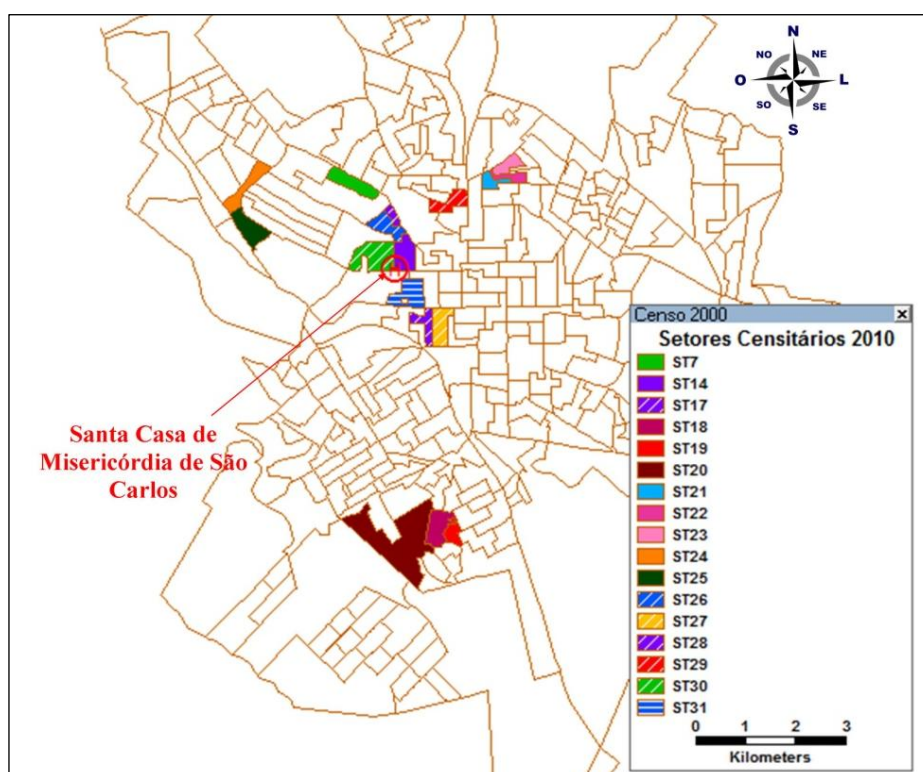 N
NO
NE
O
L
SO
SE
S
H
Santa Casa de
Misericórdia de São
Carlos
Censo 2000
Setores Censitários 2010
ST7
ST14
ST17
ST18
ST19
ST20
ST21
ST22
ST23
ST24
ST25
ST26
ST27
ST28
ST29
ST30
ST31
0 1 2 3
Kilometers